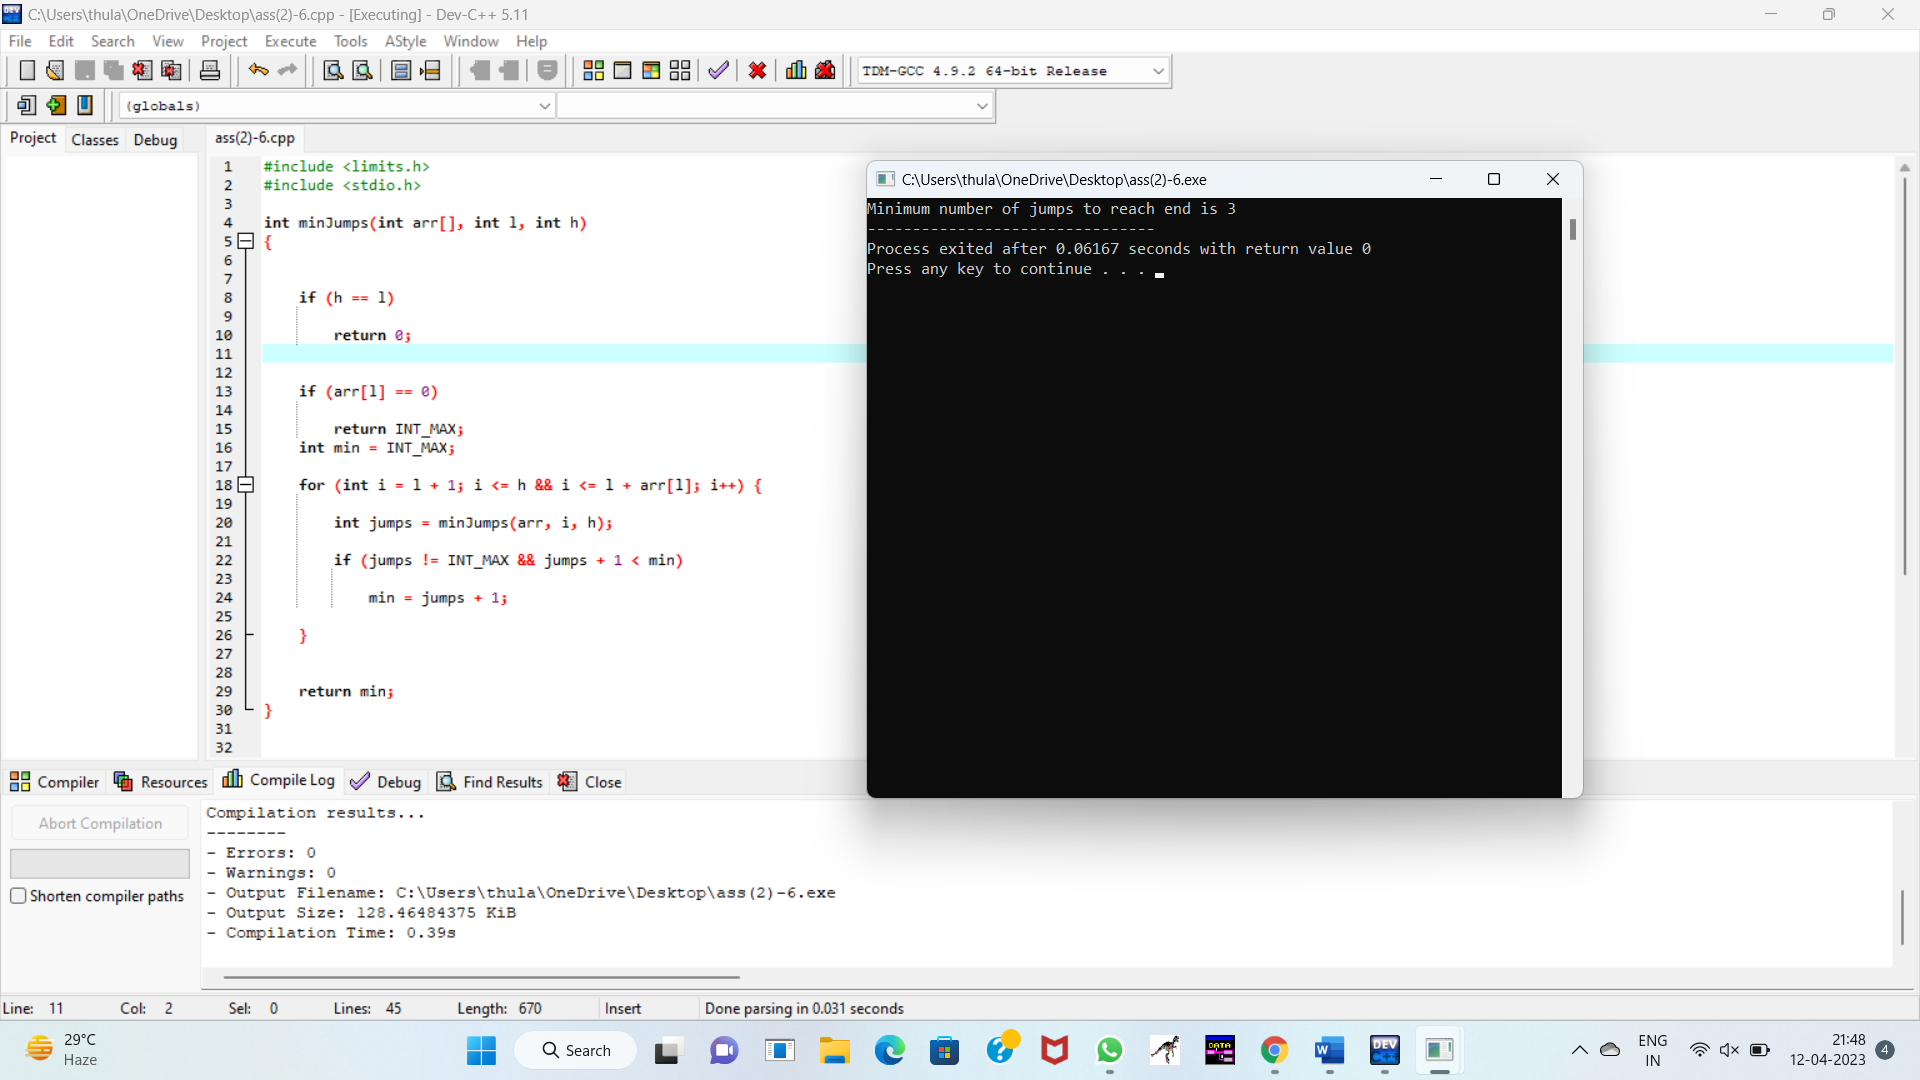 C:\Users\thula\OneDrive\Desktop\ass(2)-6.cpp - [Executing] - Dev-C++ 5.11
File Edit Search View Project Execute Tools AStyle Window Help
TDM-GCC 4.9.2 64-bit Release
(globals)
Project Classes Debug
ass(2)-6.cpp
1 #include <limits.h>
2 #include <stdio.h>
3
4 int minJumps(int arr[], int l, int h)
5 {
6
7
8 if (h == l)
9
10 return 0;
11
12
13 if (arr[l] == 0)
14
15 return INT_MAX;
16 int min = INT_MAX;
17
18 for (int i = l + 1; i <= h && i <= l + arr[l]; i++) {
19
20 int jumps = minJumps(arr, i, h);
21
22 if (jumps != INT_MAX && jumps + 1 < min)
23
24 min = jumps + 1;
25
26 }
27
28
29 return min;
30 }
31
32
C:\Users\thula\OneDrive\Desktop\ass(2)-6.exe
Minimum number of jumps to reach end is 3
--------------------------------
Process exited after 0.06167 seconds with return value 0
Press any key to continue . . .
Compiler Resources Compile Log Debug Find Results Close
Abort Compilation
Shorten compiler paths
Compilation results...
--------
- Errors: 0
- Warnings: 0
- Output Filename: C:\Users\thula\OneDrive\Desktop\ass(2)-6.exe
- Output Size: 128.46484375 KiB
- Compilation Time: 0.39s
Line: 11 Col: 2 Sel: 0 Lines: 45 Length: 670 Insert Done parsing in 0.031 seconds
29°C
Haze
Search
DATA
DEV
ENG
IN
21:48
12-04-2023
4